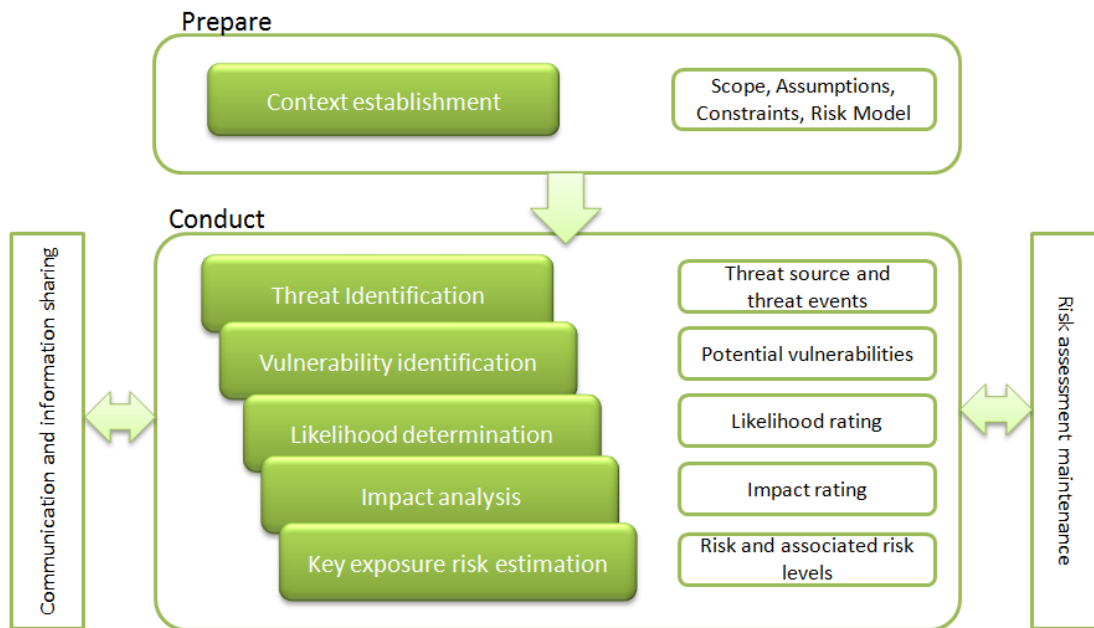 Prepare
Context establishment
Scope, Assumptions,
Constraints, Risk Model
Conduct
Communication and information sharing
Threat Identification
Threat source and
threat events
Vulnerability identification
Potential vulnerabilities
Likelihood determination
Likelihood rating
Impact analysis
Impact rating
Key exposure risk estimation
Risk and associated risk
levels
Risk assessment maintenance